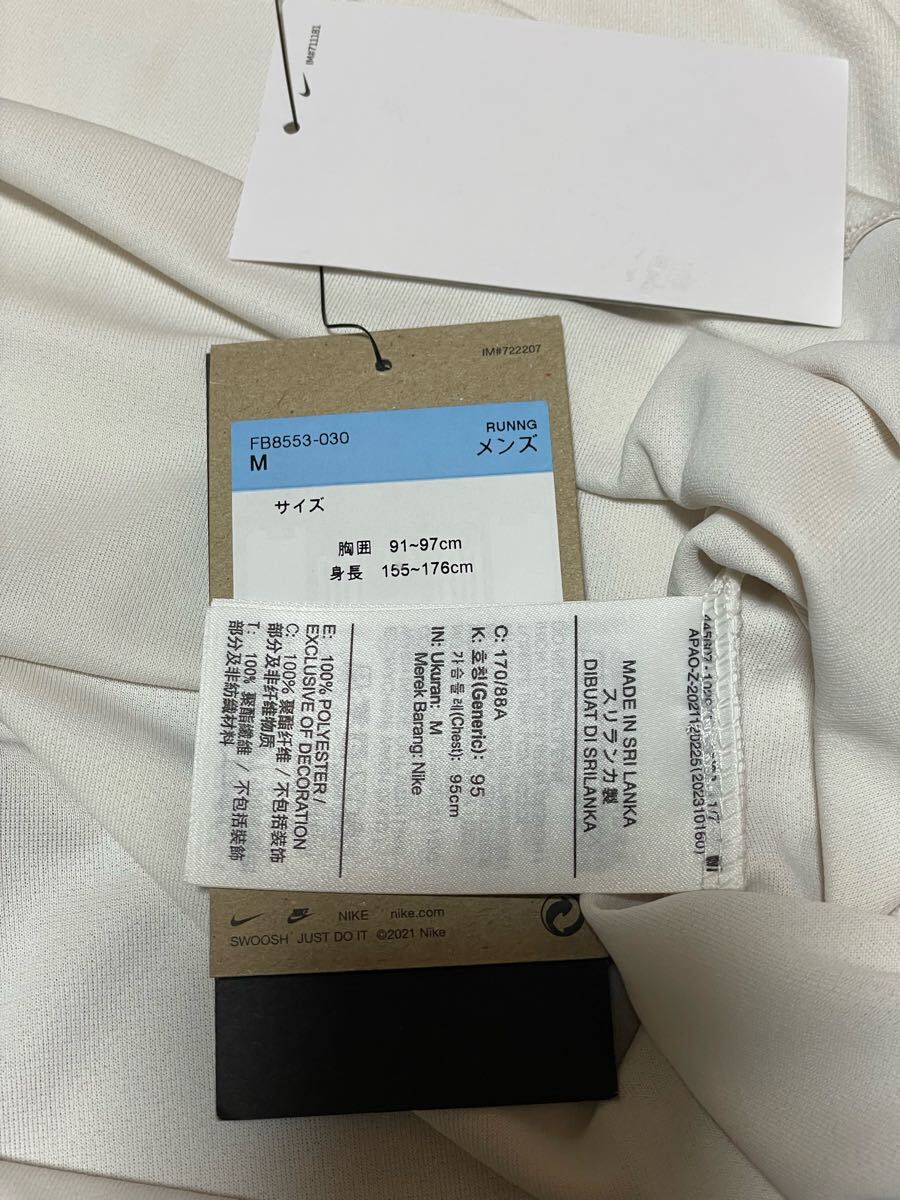 IM#711181
IM#722207
FB8553-030
M
RUNNG
メンズ
サイズ
胸囲 91~97cm
身長 155~176cm
APAO-Z-202112022S(20231016)
MADE IN SRI LANKA
スリランカ製
DIBUAT DI SRILANKA
C: 170/88A
K: 호칭(Generic): 95
가슴둘레(Chest): 95cm
IN: Ukuran: M
Merek Barang: Nike
E: 100% POLYESTER /
EXCLUSIVE OF DECORATION
C: 100% 聚酯纤维 / 不包括装饰
部分及非纤维物质
T: 100% 聚酯纖維 / 不包括裝飾
部分及非紡織材料
NIKE nike.com
SWOOSH JUST DO IT ©2021 Nike